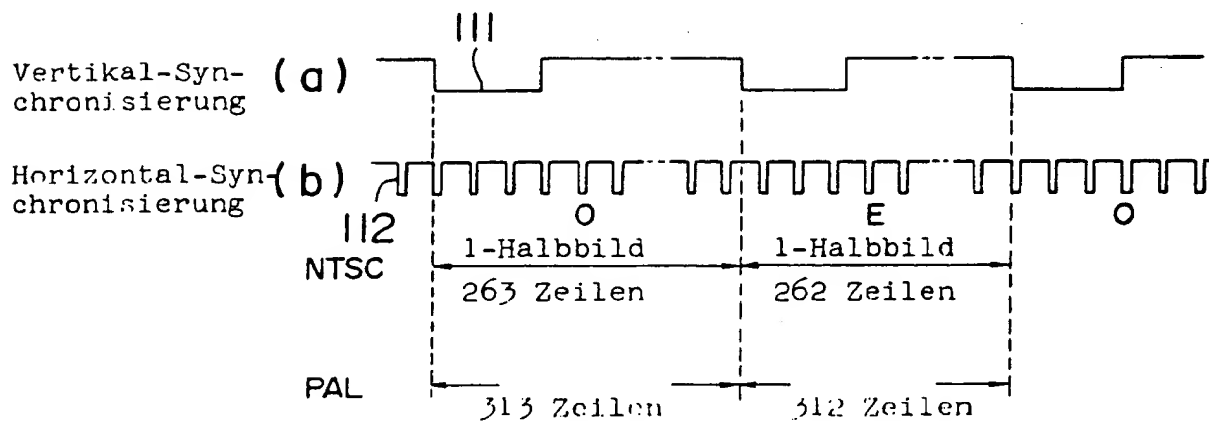 111
Vertikal-Syn- (a)
chronisierung
Horizontal-Syn- (b)
chronisierung
112
O E O
NTSC 1-Halbbild 1-Halbbild
263 Zeilen 262 Zeilen
PAL
313 Zeilen 312 Zeilen